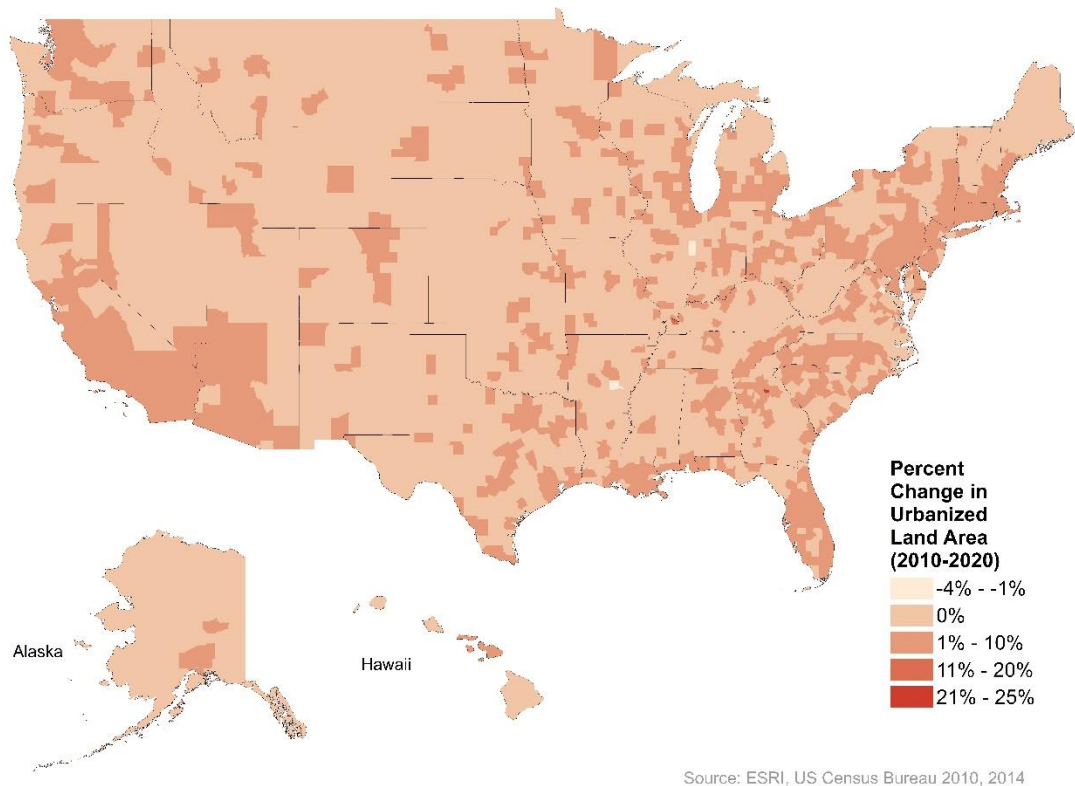 Percent
Change in
Urbanized
Land Area
(2010-2020)
-4% - -1%
0%
1% - 10%
11% - 20%
21% - 25%
Alaska
Hawaii
Source: ESRI, US Census Bureau 2010, 2014